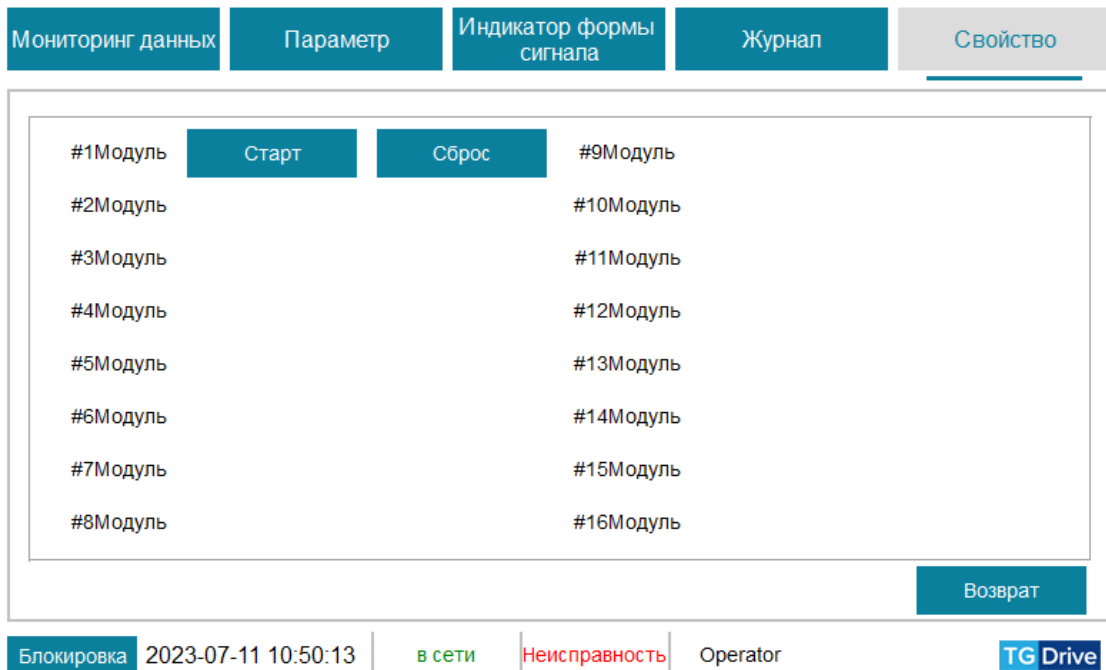 Мониторинг данных
Параметр
Индикатор формы
сигнала
Журнал
Свойство
#1Модуль Старт Сброс #9Модуль
#2Модуль #10Модуль
#3Модуль #11Модуль
#4Модуль #12Модуль
#5Модуль #13Модуль
#6Модуль #14Модуль
#7Модуль #15Модуль
#8Модуль #16Модуль
Возврат
Блокировка 2023-07-11 10:50:13 в сети Неисправность Operator TG Drive